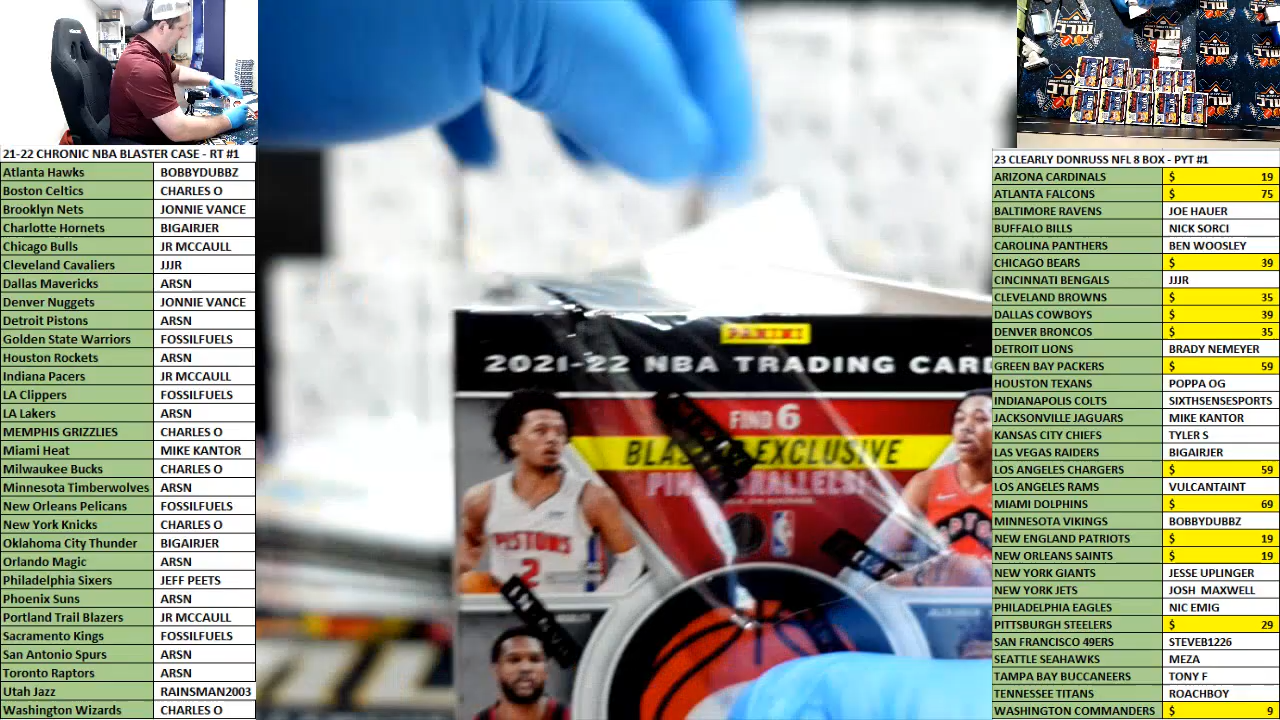 21-22 CHRONIC NBA BLASTER CASE - RT #1
Atlanta Hawks BOBBYDUBBZ
Boston Celtics CHARLES O
Brooklyn Nets JONNIE VANCE
Charlotte Hornets BIGAIRJER
Chicago Bulls JR MCCAULL
Cleveland Cavaliers JJJR
Dallas Mavericks ARSN
Denver Nuggets JONNIE VANCE
Detroit Pistons ARSN
Golden State Warriors FOSSILFUELS
Houston Rockets ARSN
Indiana Pacers JR MCCAULL
LA Clippers FOSSILFUELS
LA Lakers ARSN
MEMPHIS GRIZZLIES CHARLES O
Miami Heat MIKE KANTOR
Milwaukee Bucks CHARLES O
Minnesota Timberwolves ARSN
New Orleans Pelicans FOSSILFUELS
New York Knicks CHARLES O
Oklahoma City Thunder BIGAIRJER
Orlando Magic ARSN
Philadelphia Sixers JEFF PEETS
Phoenix Suns ARSN
Portland Trail Blazers JR MCCAULL
Sacramento Kings FOSSILFUELS
San Antonio Spurs ARSN
Toronto Raptors ARSN
Utah Jazz RAINSMAN2003
Washington Wizards CHARLES O
PANINI
2021-22 NBA TRADING CARD
FIND 6
BLASTER EXCLUSIVE
PINK PARALLELS!
PISTONS
2
23 CLEARLY DONRUSS NFL 8 BOX - PYT #1
ARIZONA CARDINALS $ 19
ATLANTA FALCONS $ 75
BALTIMORE RAVENS JOE HAUER
BUFFALO BILLS NICK SORCI
CAROLINA PANTHERS BEN WOOSLEY
CHICAGO BEARS $ 39
CINCINNATI BENGALS JJJR
CLEVELAND BROWNS $ 35
DALLAS COWBOYS $ 39
DENVER BRONCOS $ 35
DETROIT LIONS BRADY NEMEYER
GREEN BAY PACKERS $ 59
HOUSTON TEXANS POPPA OG
INDIANAPOLIS COLTS SIXTHSENSESPORTS
JACKSONVILLE JAGUARS MIKE KANTOR
KANSAS CITY CHIEFS TYLER S
LAS VEGAS RAIDERS BIGAIRJER
LOS ANGELES CHARGERS $ 59
LOS ANGELES RAMS VULCANTAINT
MIAMI DOLPHINS $ 69
MINNESOTA VIKINGS BOBBYDUBBZ
NEW ENGLAND PATRIOTS $ 19
NEW ORLEANS SAINTS $ 19
NEW YORK GIANTS JESSE UPLINGER
NEW YORK JETS JOSH MAXWELL
PHILADELPHIA EAGLES NIC EMIG
PITTSBURGH STEELERS $ 29
SAN FRANCISCO 49ERS STEVEB1226
SEATTLE SEAHAWKS MEZA
TAMPA BAY BUCCANEERS TONY F
TENNESSEE TITANS ROACHBOY
WASHINGTON COMMANDERS $ 9